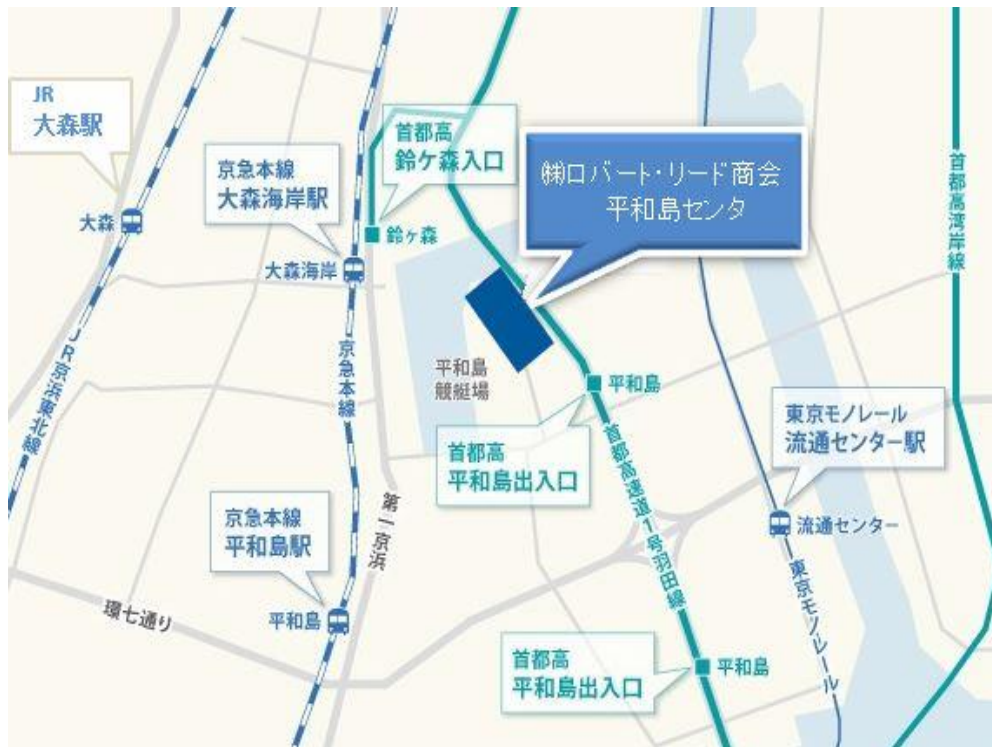 JR
大森駅
首都高
鈴ケ森入口
京急本線
大森海岸駅
㈱ロバート・リード商会
平和島センタ
首都高湾岸線
大森
鈴ヶ森
大森海岸
JR京浜東北線
京急本線
平和島
競艇場
平和島
首都高
平和島出入口
東京モノレール
流通センター駅
首都高速道1号羽田線
第一京浜
京急本線
平和島駅
流通センター
東京モノレール
環七通り
平和島
首都高
平和島出入口
平和島